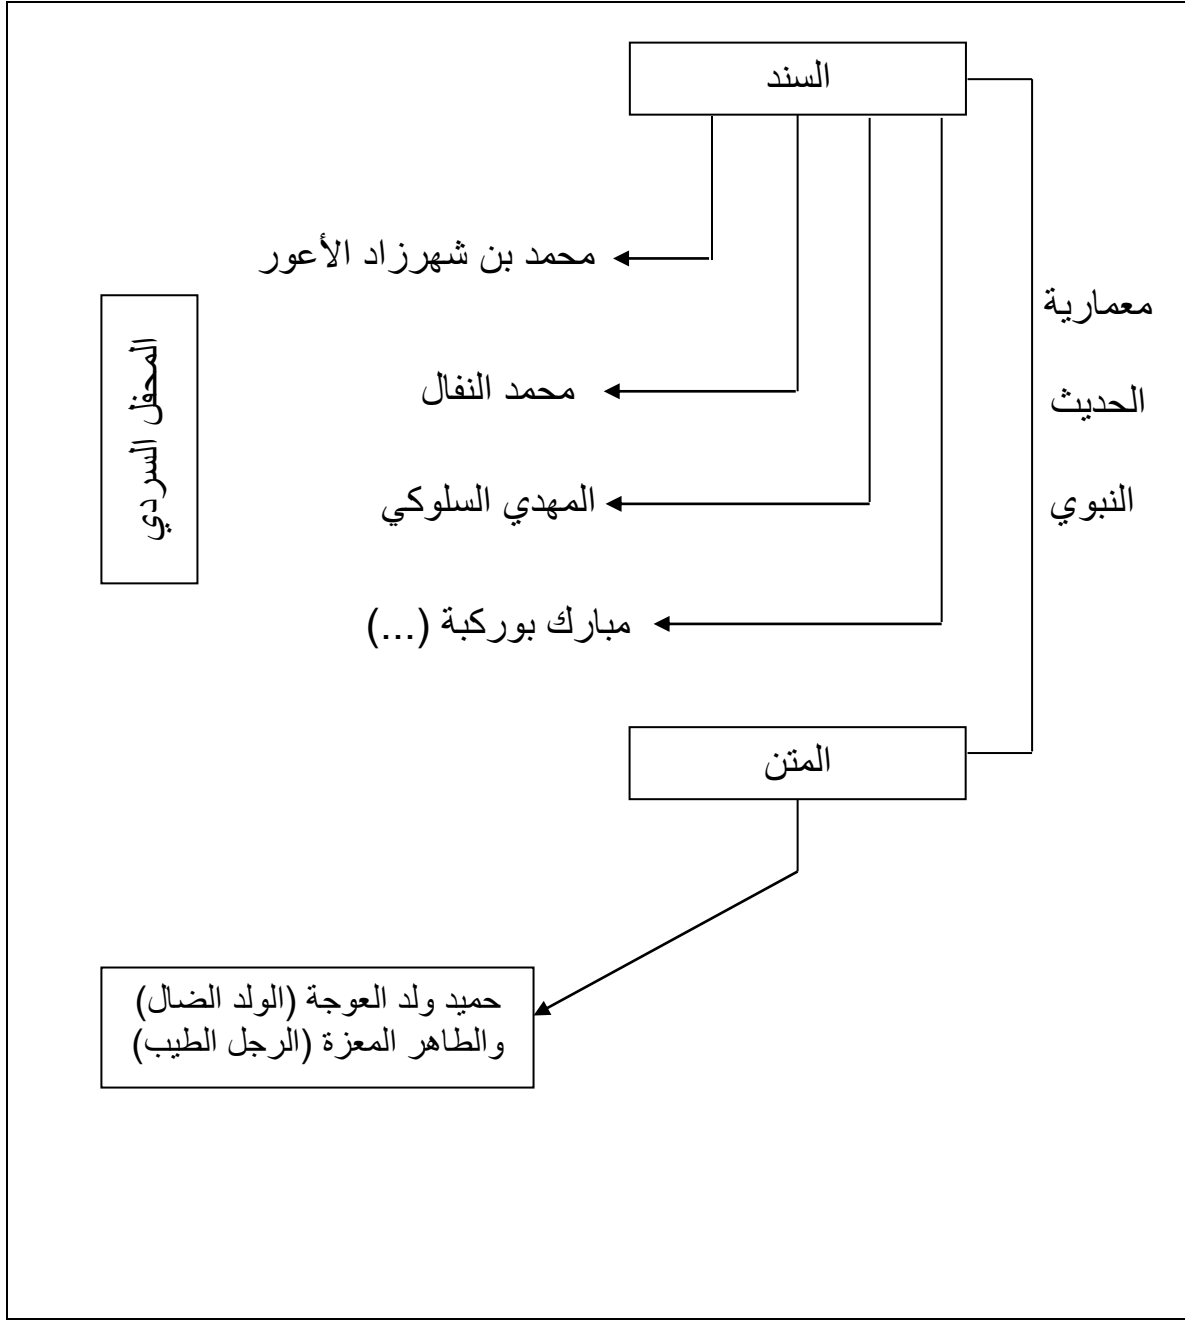 السند
معمارية
الحديث
النبوي
محمد بن شهرزاد الأعور
محمد النفال
المهدي السلوكي
مبارك بوركبة (...)
المحفل السردي
المتن
حميد ولد العوجة (الولد الضال)
والطاهر المعزة (الرجل الطيب)